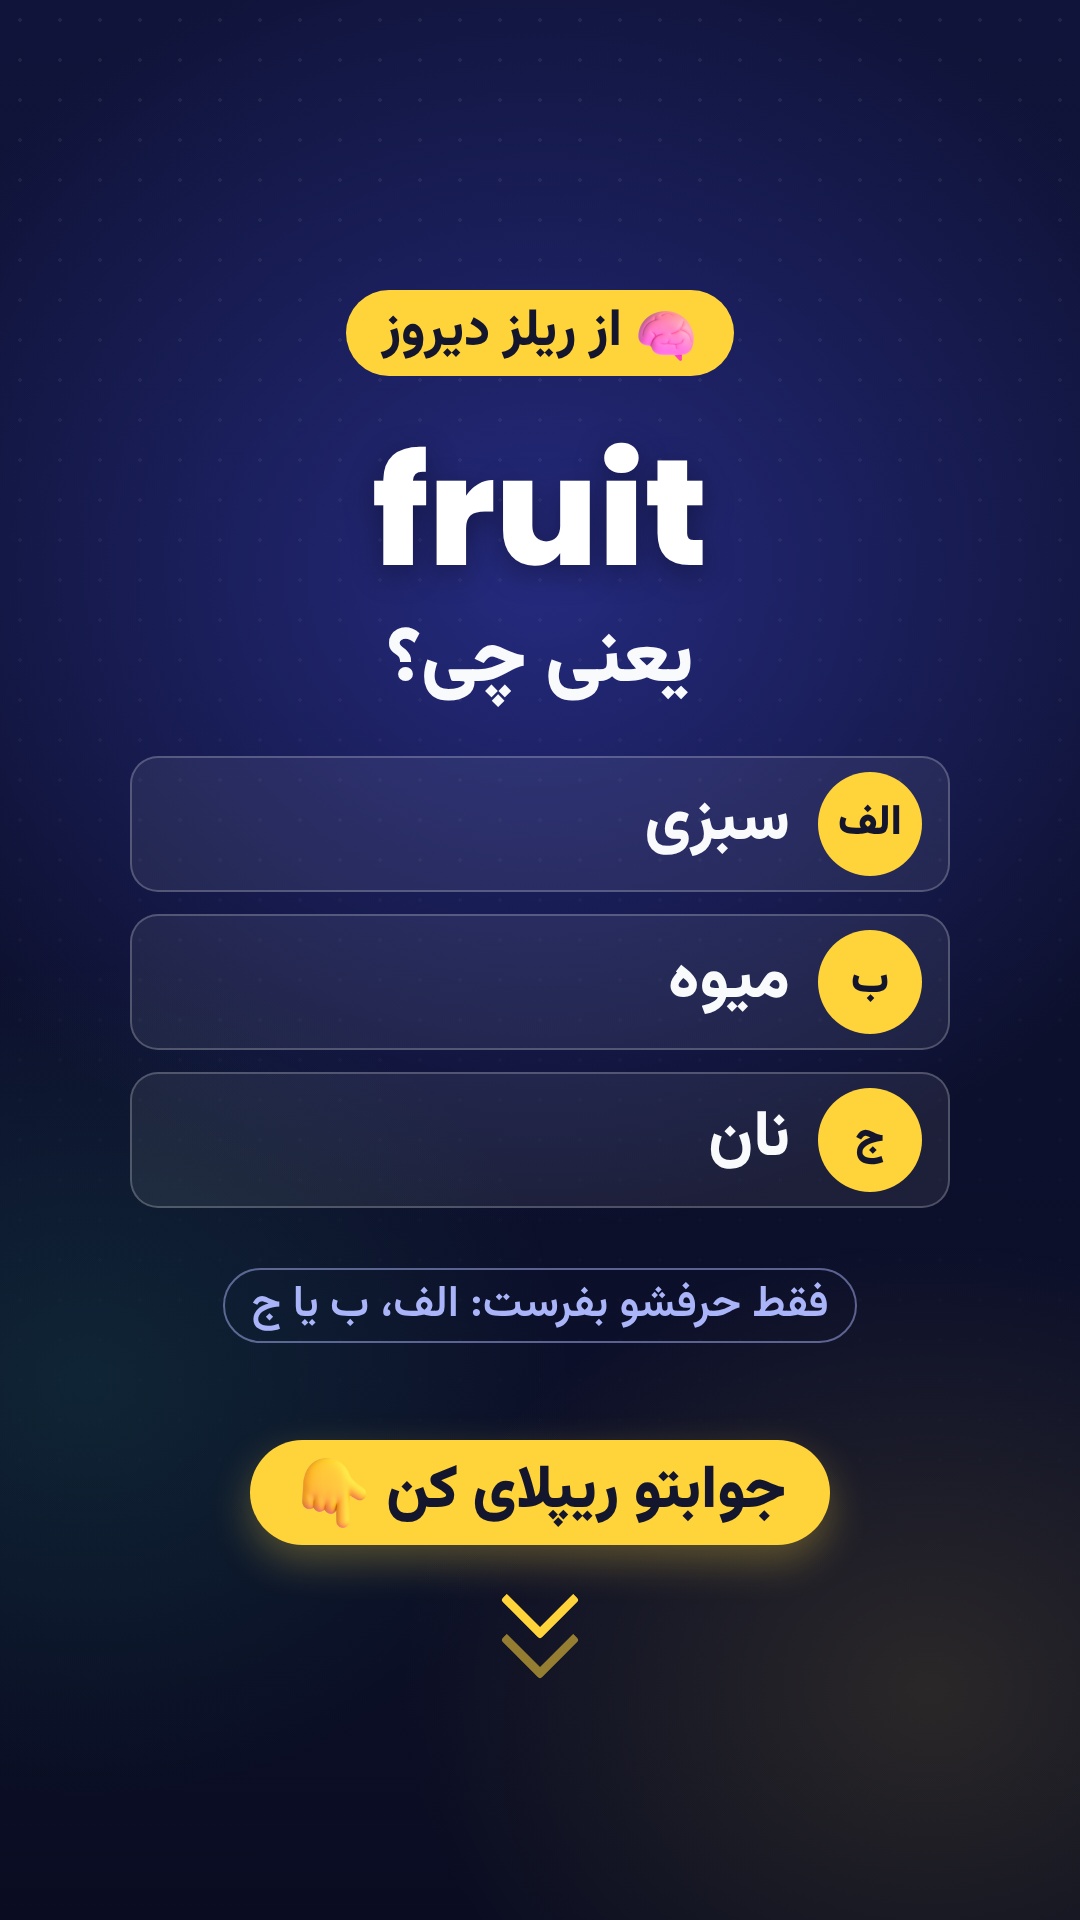 🧠 از ریلز دیروز
fruit
یعنی چی؟
الف سبزی
ب میوه
ج نان
فقط حرفشو بفرست: الف، ب یا ج
جوابتو ریپلای کن 👇